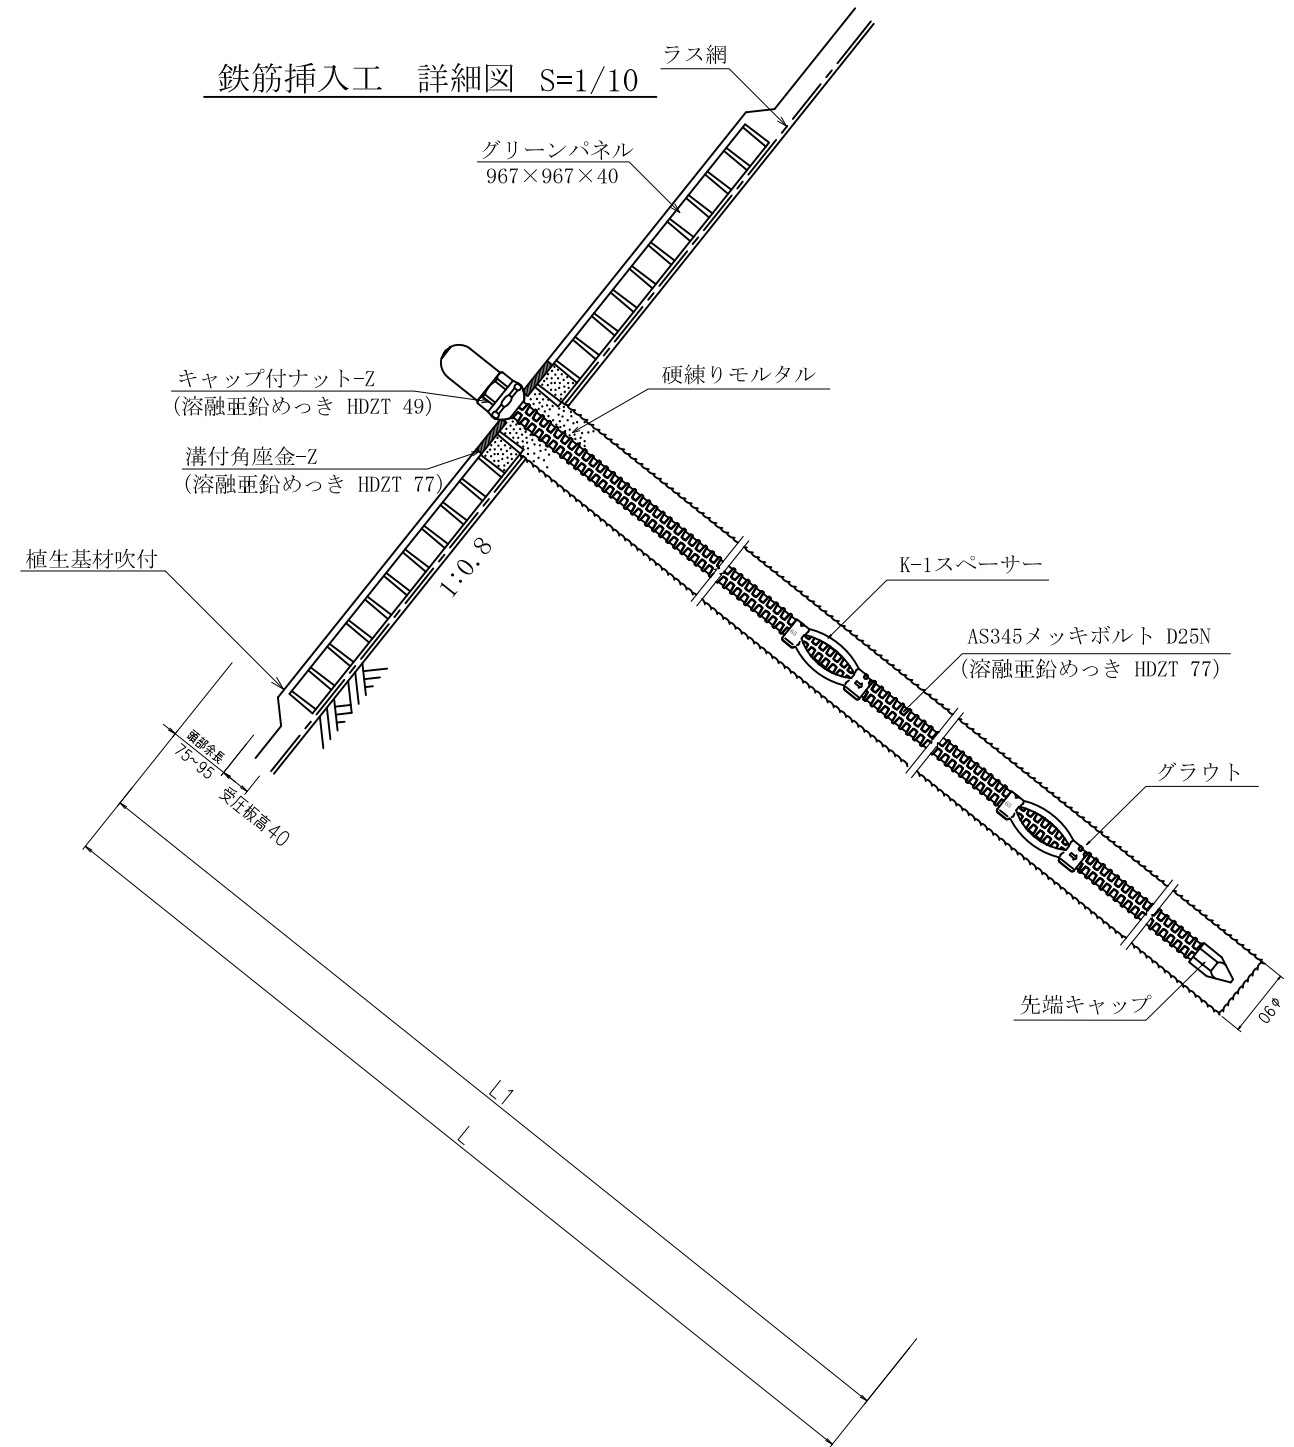 鉄筋挿入工　詳細図　S=1/10
ラス網
グリーンパネル
967×967×40
キャップ付ナット-Z
(溶融亜鉛めっき HDZT 49)
硬練りモルタル
溝付角座金-Z
(溶融亜鉛めっき HDZT 77)
植生基材吹付
1:0.8
K-1スペーサー
AS345メッキボルト D25N
(溶融亜鉛めっき HDZT 77)
頭部余長
75~95
受圧板高40
グラウト
先端キャップ
φ90
L1
L